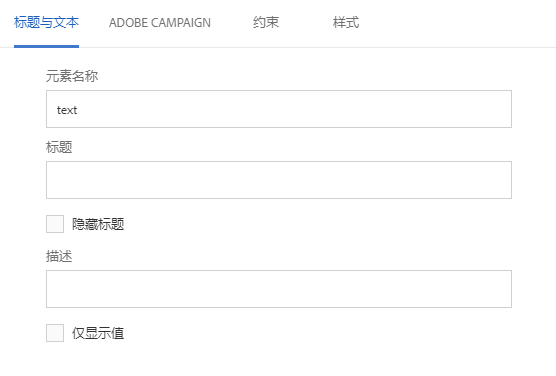 标题与文本 ADOBE CAMPAIGN 约束 样式
元素名称
text
标题
隐藏标题
描述
仅显示值